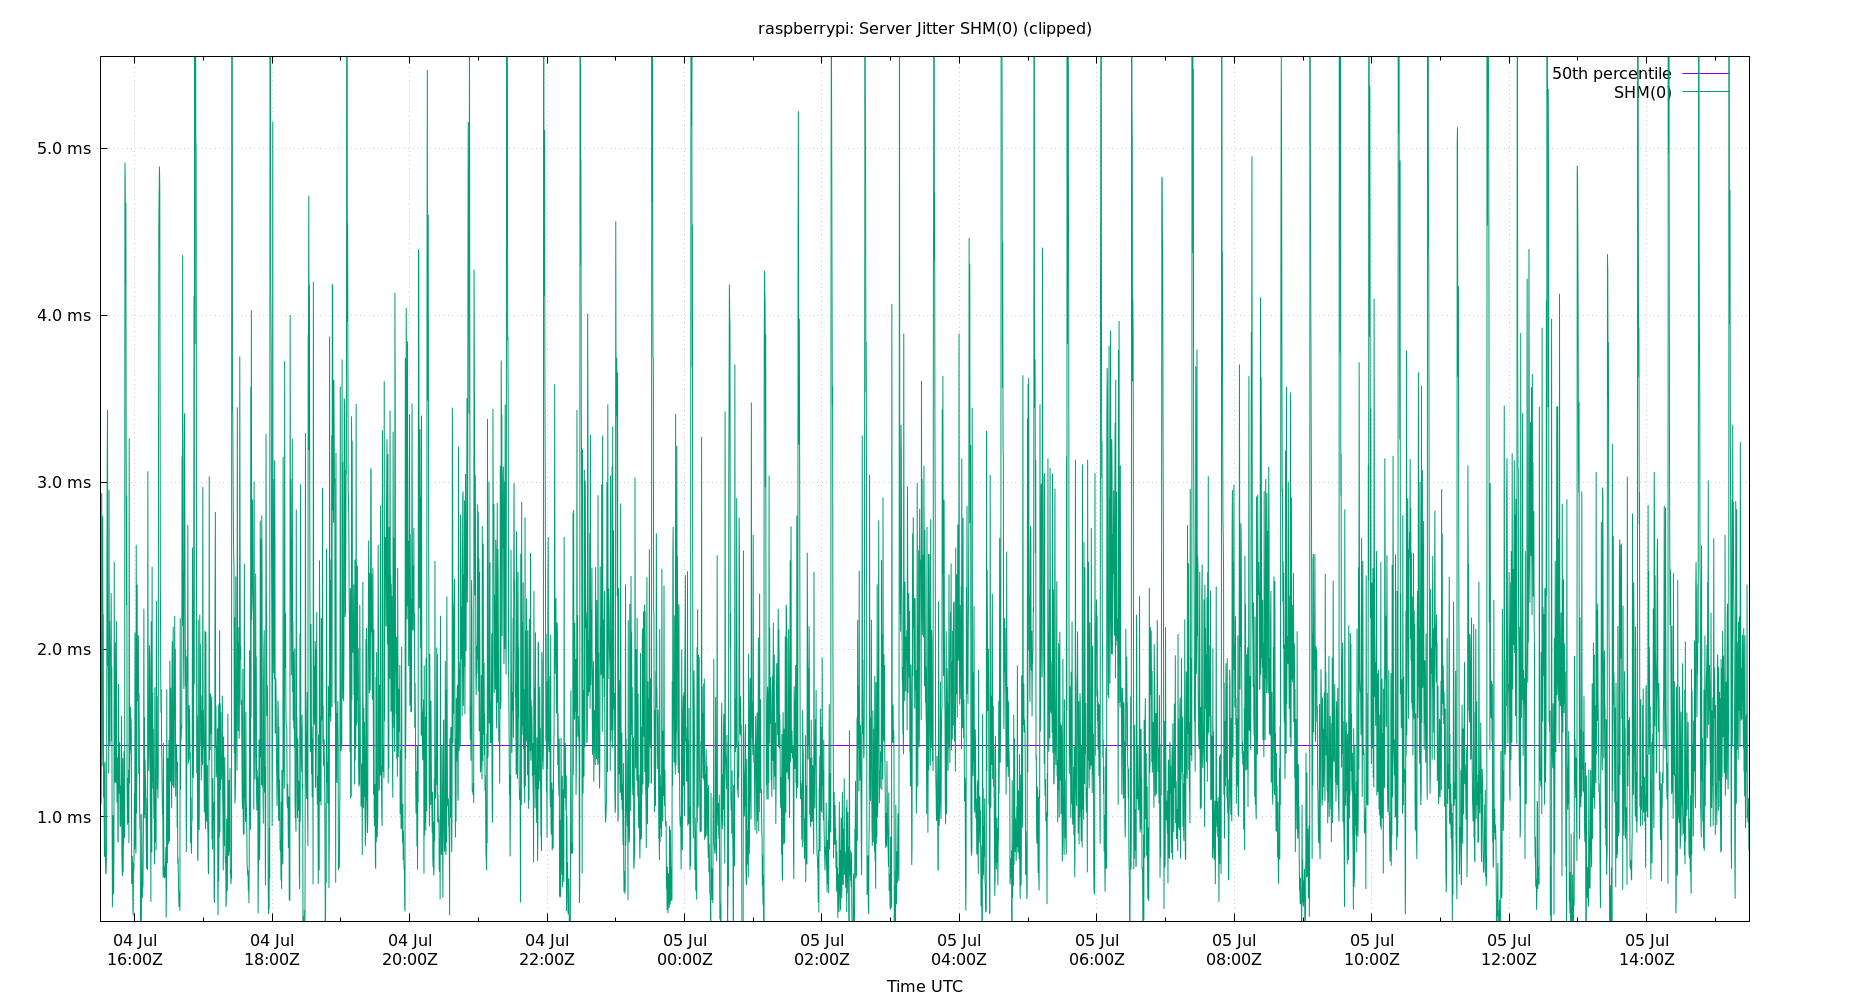 raspberrypi: Server Jitter SHM(0) (clipped)
50th percentile
SHM(0)
5.0 ms
4.0 ms
3.0 ms
2.0 ms
1.0 ms
04 Jul 04 Jul 04 Jul 04 Jul 05 Jul 05 Jul 05 Jul 05 Jul 05 Jul 05 Jul 05 Jul 05 Jul
16:00Z 18:00Z 20:00Z 22:00Z 00:00Z 02:00Z 04:00Z 06:00Z 08:00Z 10:00Z 12:00Z 14:00Z
Time UTC